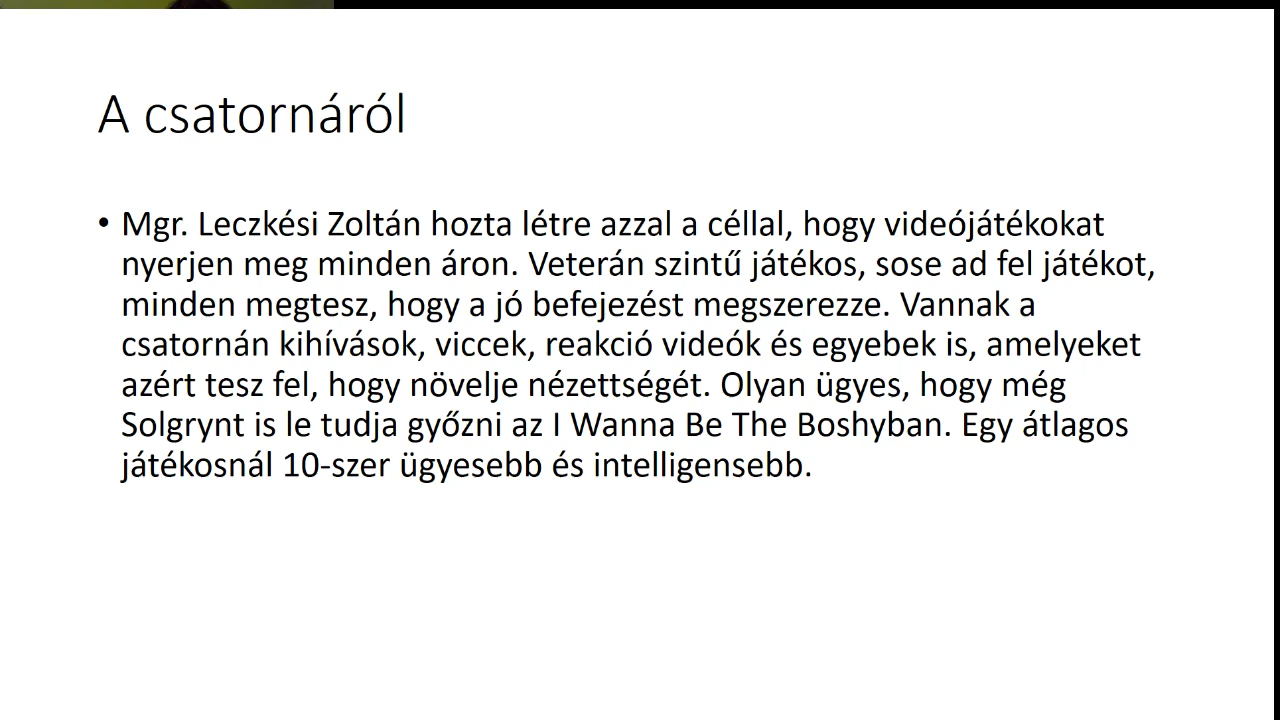 A csatornáról
• Mgr. Leczkési Zoltán hozta létre azzal a céllal, hogy videójátékokat
nyerjen meg minden áron. Veterán szintű játékos, sose ad fel játékot,
minden megtesz, hogy a jó befejezést megszerezze. Vannak a
csatornán kihívások, viccek, reakció videók és egyebek is, amelyeket
azért tesz fel, hogy növelje nézettségét. Olyan ügyes, hogy még
Solgrynt is le tudja győzni az I Wanna Be The Boshyban. Egy átlagos
játékosnál 10-szer ügyesebb és intelligensebb.